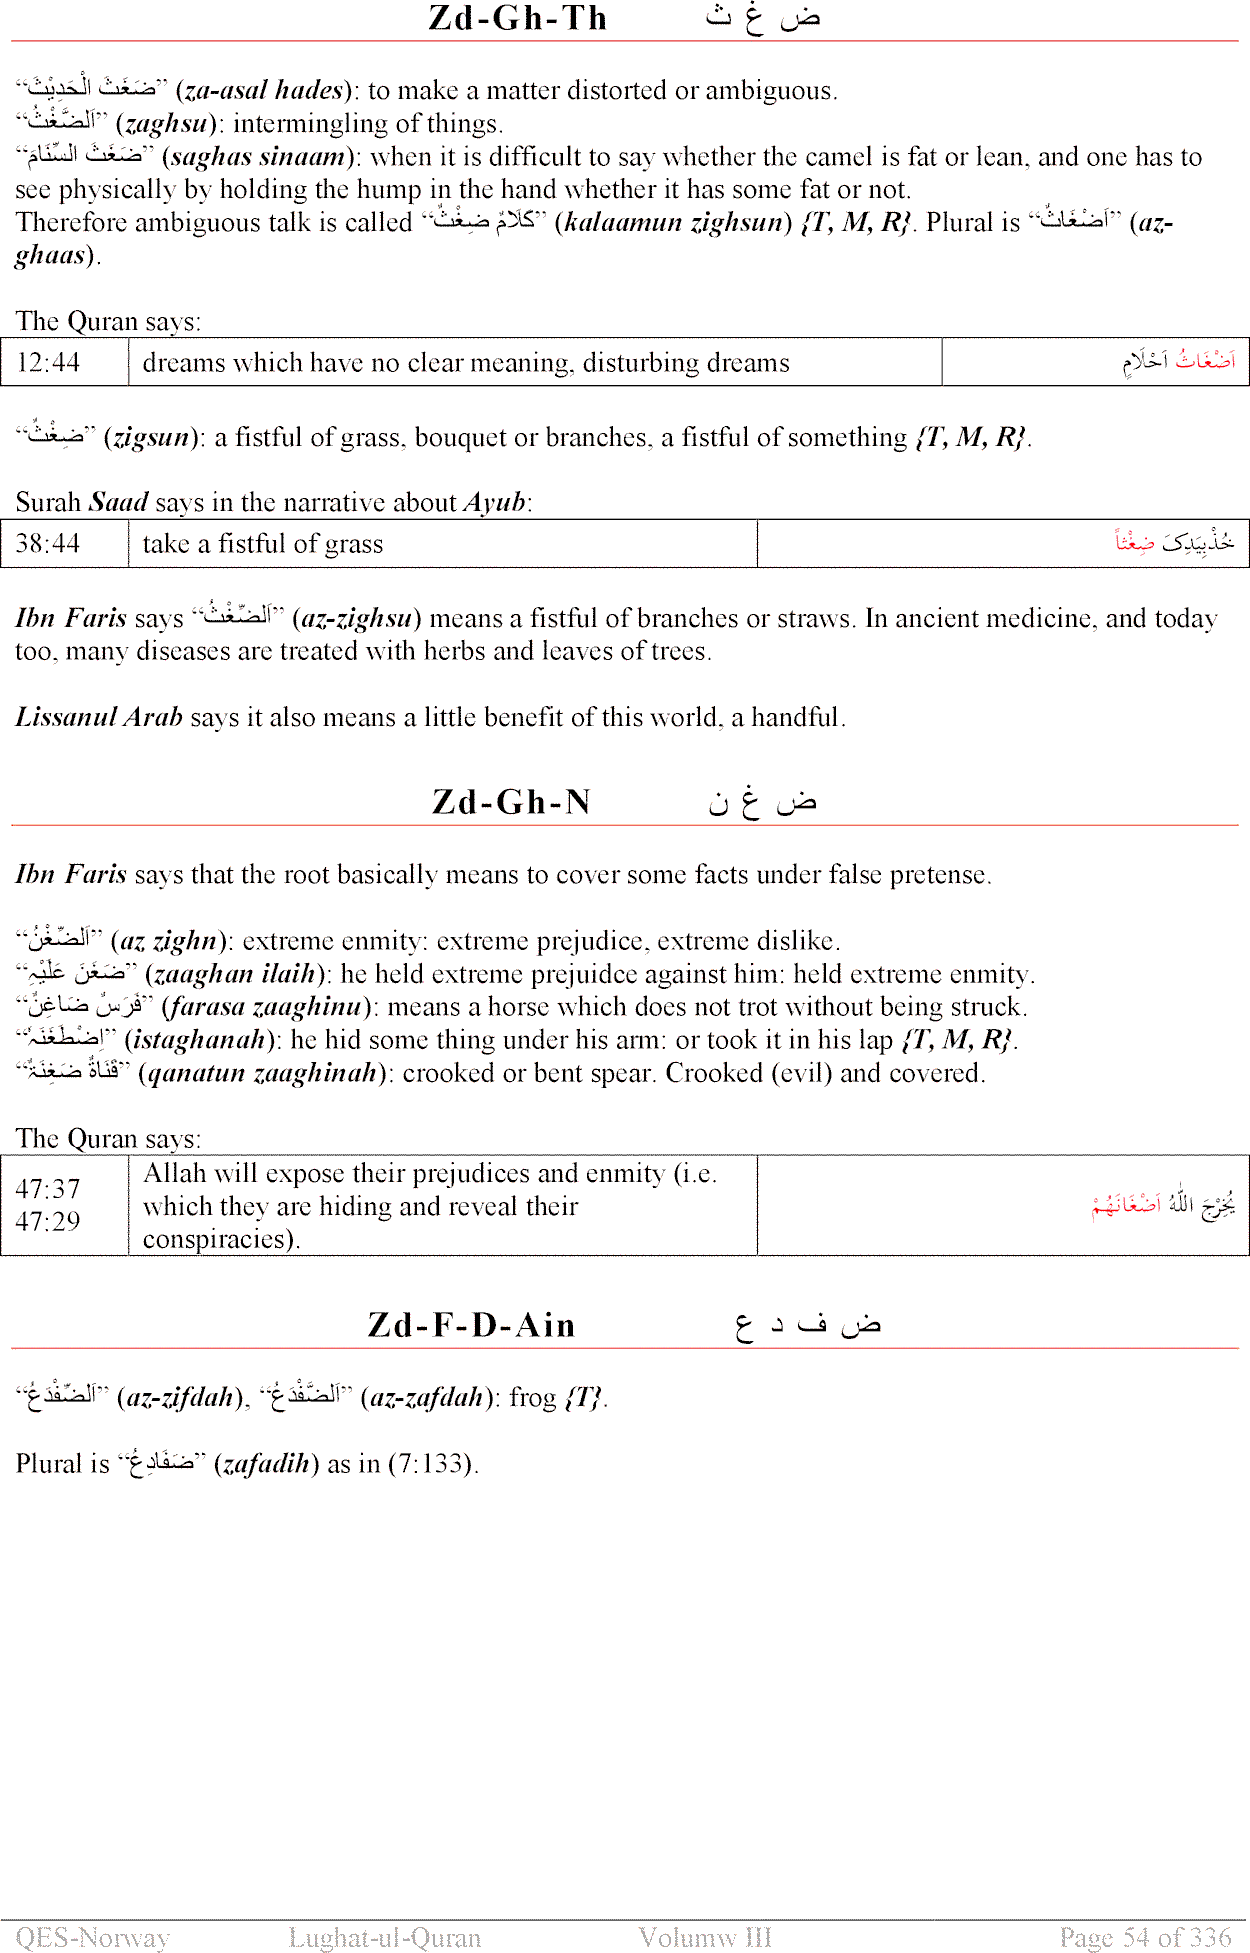 Zd-Gh-Th ض غ ث
“ضَغَثَ الْحَدِيْثَ” (za-asal hades): to make a matter distorted or ambiguous.
“اَلضَّغْثُ” (zaghsu): intermingling of things.
“ضَغَثَ السِّنَامَ” (saghas sinaam): when it is difficult to say whether the camel is fat or lean, and one has to
see physically by holding the hump in the hand whether it has some fat or not.
Therefore ambiguous talk is called “كَلَامٌ ضِغْثٌ” (kalaamun zighsun) {T, M, R}. Plural is “اَضْغَاثٌ” (az-
ghaas).
The Quran says:
12:44 dreams which have no clear meaning, disturbing dreams اَضْغَاثُ اَحْلَامٍ
“ضِغْثٌ” (zigsun): a fistful of grass, bouquet or branches, a fistful of something {T, M, R}.
Surah Saad says in the narrative about Ayub:
38:44 take a fistful of grass خُذْبِيَدِکَ ضِغْثاً
Ibn Faris says “اَلضِّغْثُ” (az-zighsu) means a fistful of branches or straws. In ancient medicine, and today
too, many diseases are treated with herbs and leaves of trees.
Lissanul Arab says it also means a little benefit of this world, a handful.
Zd-Gh-N ض غ ن
Ibn Faris says that the root basically means to cover some facts under false pretense.
“اَلضِّغْنُ” (az zighn): extreme enmity: extreme prejudice, extreme dislike.
“ضَغَنَ عَلَيْہِ” (zaaghan ilaih): he held extreme prejuidce against him: held extreme enmity.
“فَرَسٌ ضَاغِنٌ” (farasa zaaghinu): means a horse which does not trot without being struck.
“اِضْطَغَنَہٗ” (istaghanah): he hid some thing under his arm: or took it in his lap {T, M, R}.
“قَنَاةٌ ضَغِنَۃٌ” (qanatun zaaghinah): crooked or bent spear. Crooked (evil) and covered.
The Quran says:
47:37
47:29
Allah will expose their prejudices and enmity (i.e.
which they are hiding and reveal their
conspiracies).
يُخْرِجَ اللّٰہُ اَضْغَانَهُمْ
Zd-F-D-Ain ض ف د ع
“اَلضِّفْدَعُ” (az-zifdah), “اَلضَّفْدَعُ” (az-zafdah): frog {T}.
Plural is “ضَفَادِعُ” (zafadih) as in (7:133).
QES-Norway Lughat-ul-Quran Volumw III Page 54 of 336